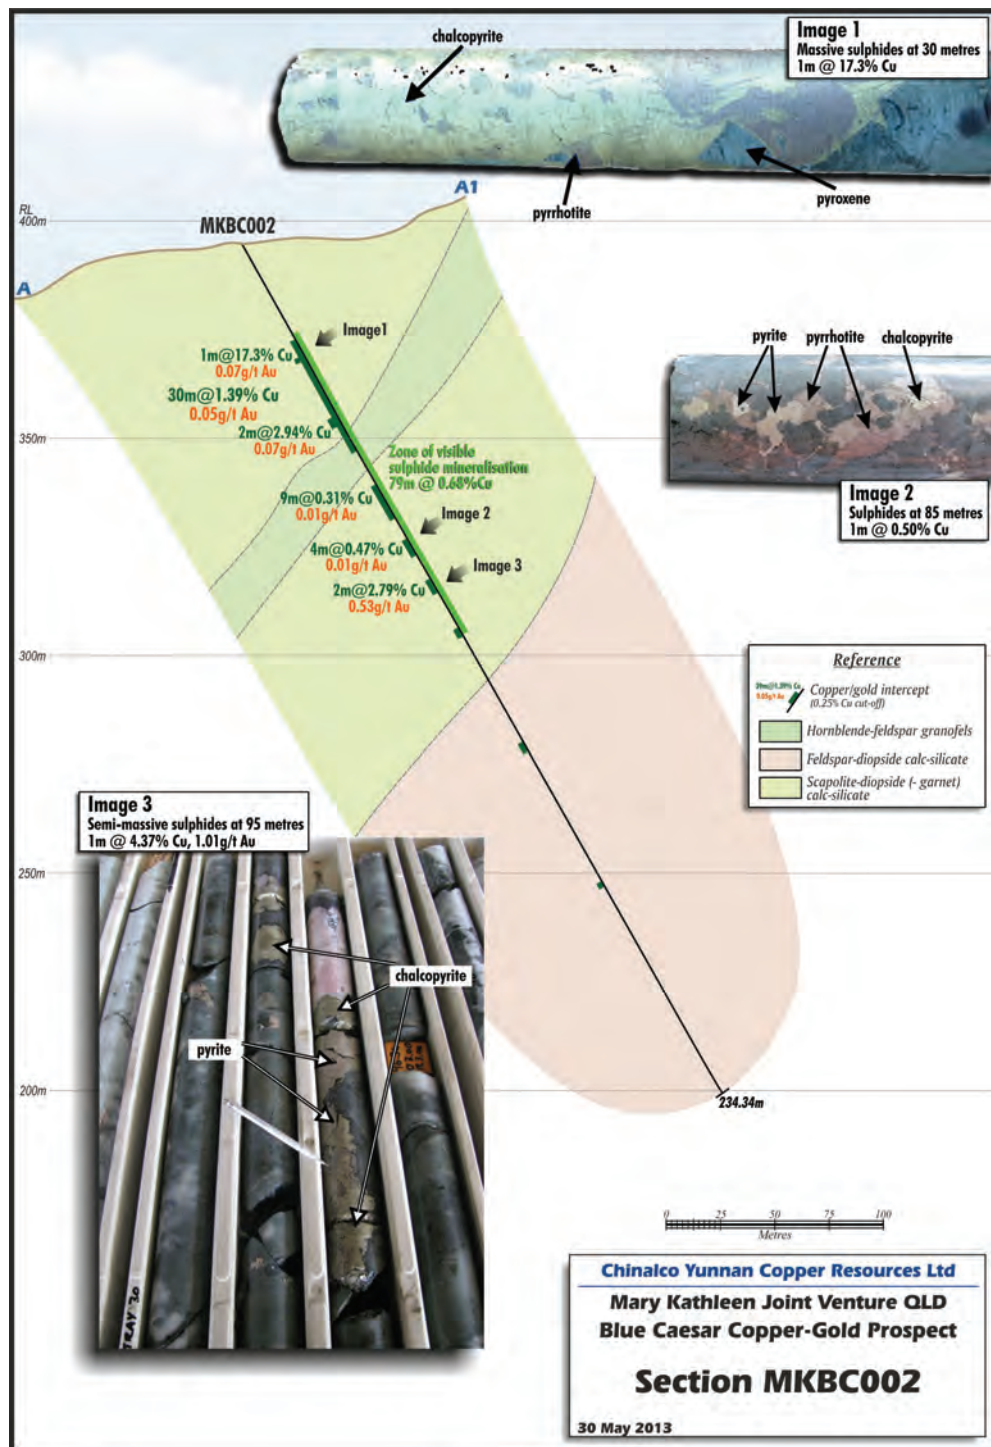 Image 1
Massive sulphides at 30 metres
1m @ 17.3% Cu
chalcopyrite
pyrrhotite
pyroxene
A1
RL
400m
MKBC002
A
Image1
1m@17.3% Cu
0.07g/t Au
30m@1.39% Cu
0.05g/t Au
2m@2.94% Cu
0.07g/t Au
350m
Zone of visible
sulphide mineralisation
79m @ 0.68%Cu
9m@0.31% Cu
0.01g/t Au
Image 2
4m@0.47% Cu
0.01g/t Au
Image 3
2m@2.79% Cu
0.53g/t Au
300m
pyrite
pyrrhotite
chalcopyrite
Image 2
Sulphides at 85 metres
1m @ 0.50% Cu
Reference
Copper/gold intercept
(0.25% Cu cut-off)
Hornblende-feldspar granofels
Feldspar-diopside calc-silicate
Scapolite-diopside (- garnet)
calc-silicate
Image 3
Semi-massive sulphides at 95 metres
1m @ 4.37% Cu, 1.01g/t Au
250m
chalcopyrite
pyrite
TRAY 30
200m
234.34m
0 25 50 75 100
Metres
Chinalco Yunnan Copper Resources Ltd
Mary Kathleen Joint Venture QLD
Blue Caesar Copper-Gold Prospect
Section MKBC002
30 May 2013